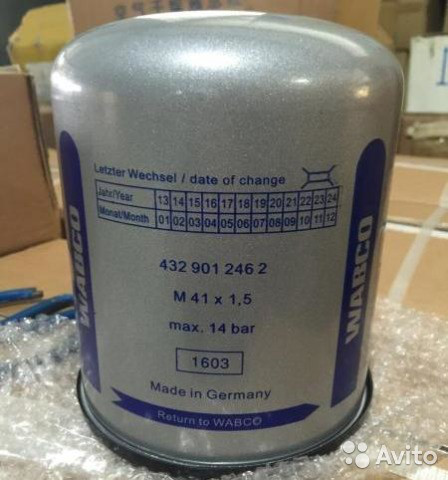 Letzter Wechsel / date of change
Jahr/Year 13 14 15 16 17 18 19 20 21 22 23 24
Monat/Month 01 02 03 04 05 06 07 08 09 10 11 12
WABCO
WABCO
432 901 246 2
M 41 x 1,5
max. 14 bar
1603
Made in Germany
Return to WABCO
Avito